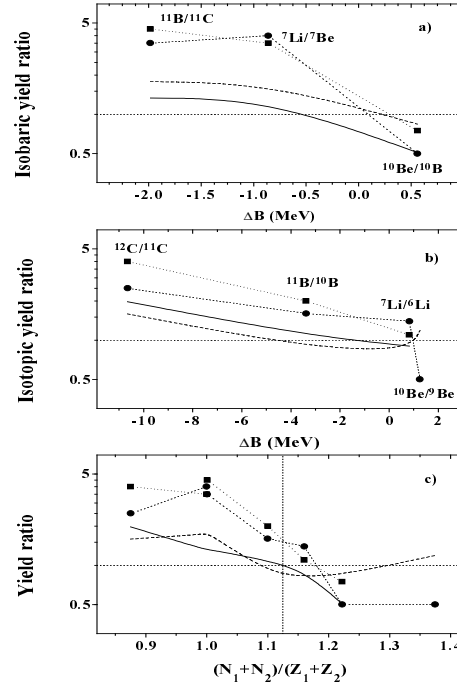 ¹¹B/¹¹C
⁷Li/⁷Be
a)
5
0.5
¹⁰Be/¹⁰B
Isobaric yield ratio
-2.0 -1.5 -1.0 -0.5 0.0 0.5
ΔB (MeV)
¹²C/¹¹C
b)
5
¹¹B/¹⁰B
⁷Li/⁶Li
0.5
¹⁰Be/⁹Be
Isotopic yield ratio
-10 -8 -6 -4 -2 0 2
ΔB (MeV)
c)
5
0.5
Yield ratio
0.9 1.0 1.1 1.2 1.3 1.4
(N₁+N₂)/(Z₁+Z₂)